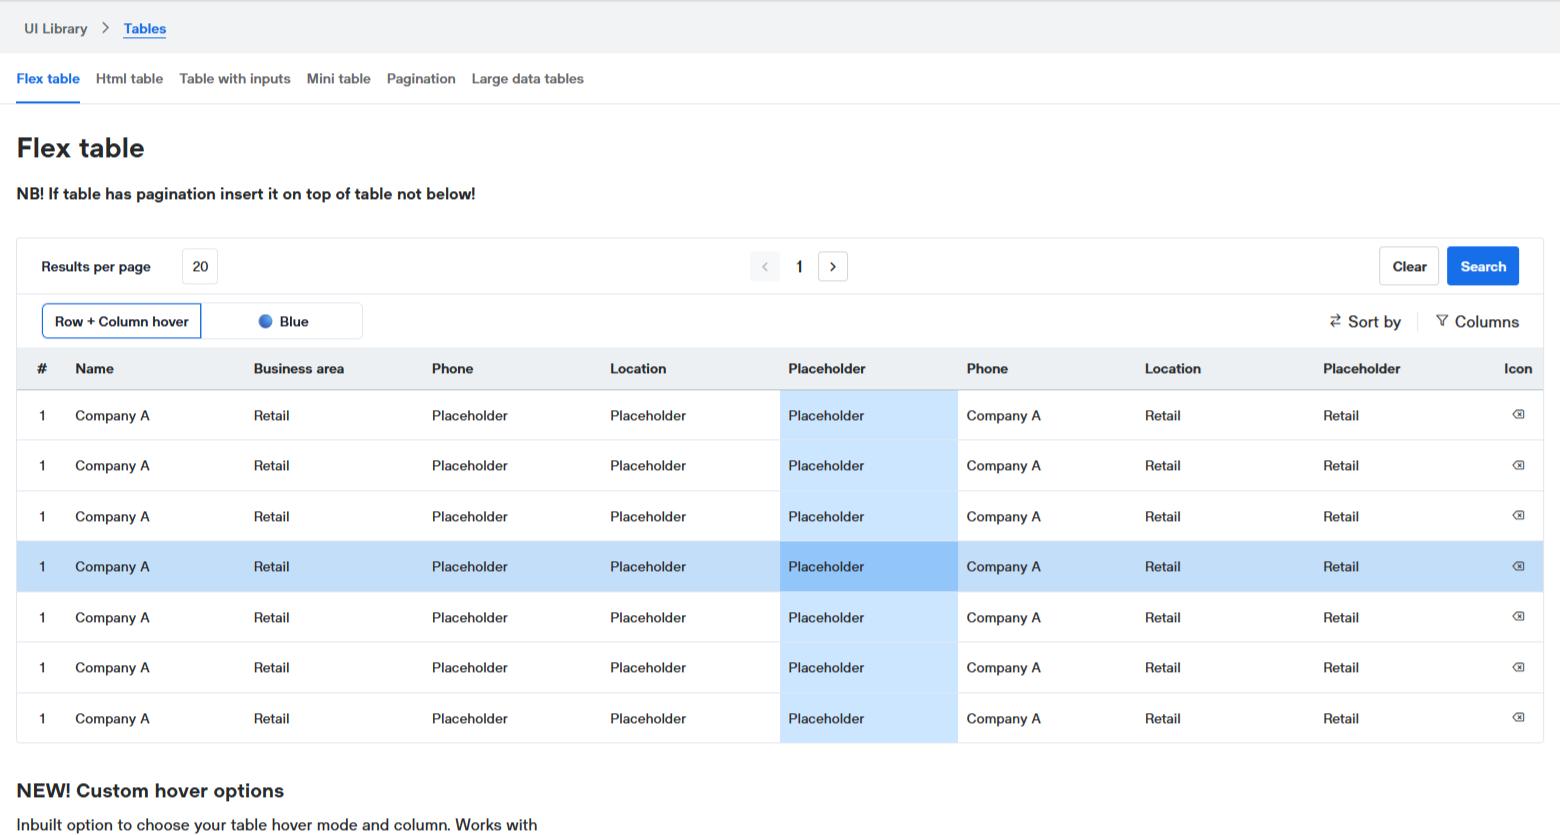 UI Library > Tables
Flex table Html table Table with inputs Mini table Pagination Large data tables
Flex table
NB! If table has pagination insert it on top of table not below!
Results per page 20 < 1 > Clear Search
Row + Column hover Blue Sort by Columns
# Name Business area Phone Location Placeholder Phone Location Placeholder Icon
1 Company A Retail Placeholder Placeholder Placeholder Company A Retail Retail
1 Company A Retail Placeholder Placeholder Placeholder Company A Retail Retail
1 Company A Retail Placeholder Placeholder Placeholder Company A Retail Retail
1 Company A Retail Placeholder Placeholder Placeholder Company A Retail Retail
1 Company A Retail Placeholder Placeholder Placeholder Company A Retail Retail
1 Company A Retail Placeholder Placeholder Placeholder Company A Retail Retail
1 Company A Retail Placeholder Placeholder Placeholder Company A Retail Retail
NEW! Custom hover options
Inbuilt option to choose your table hover mode and column. Works with